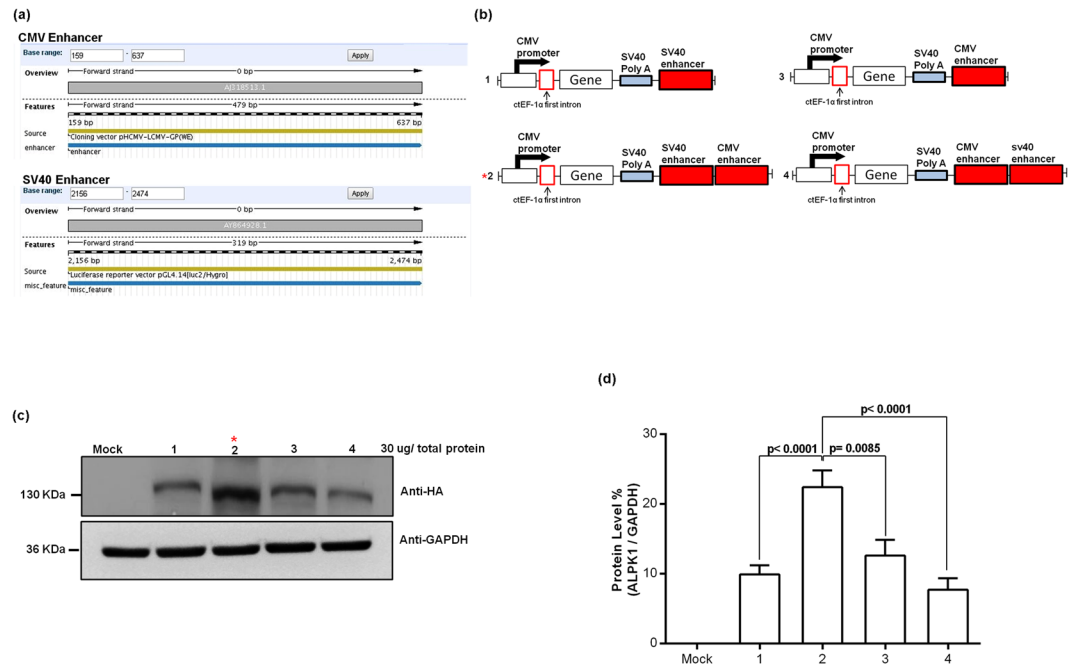 (a)
CMV Enhancer
Base range: 159 - 637 Apply
Overview Forward strand 0 bp
AJ318513.1
Features Forward strand 479 bp
159 bp 637 bp
Source Cloning vector pHCMV-LCMV-GP(WE)
enhancer enhancer
SV40 Enhancer
Base range: 2156 - 2474 Apply
Overview Forward strand 0 bp
AY864928.1
Features Forward strand 319 bp
2,156 bp 2,474 bp
Source Luciferase reporter vector pGL4.14[luc2/Hygro]
misc_feature misc_feature
(b)
CMV promoter
SV40 Poly A
SV40 enhancer
1 Gene
ctEF-1α first intron
CMV promoter
SV40 Poly A
CMV enhancer
3 Gene
ctEF-1α first intron
CMV promoter
SV40 Poly A
SV40 enhancer
CMV enhancer
*2 Gene
ctEF-1α first intron
CMV promoter
SV40 Poly A
CMV enhancer
sv40 enhancer
4 Gene
ctEF-1α first intron
(c)
*
Mock 1 2 3 4 30 ug/ total protein
130 KDa Anti-HA
36 KDa Anti-GAPDH
(d)
p< 0.0001
p< 0.0001 p= 0.0085
Protein Level %
(ALPK1 / GAPDH)
30
20
10
0
Mock 1 2 3 4